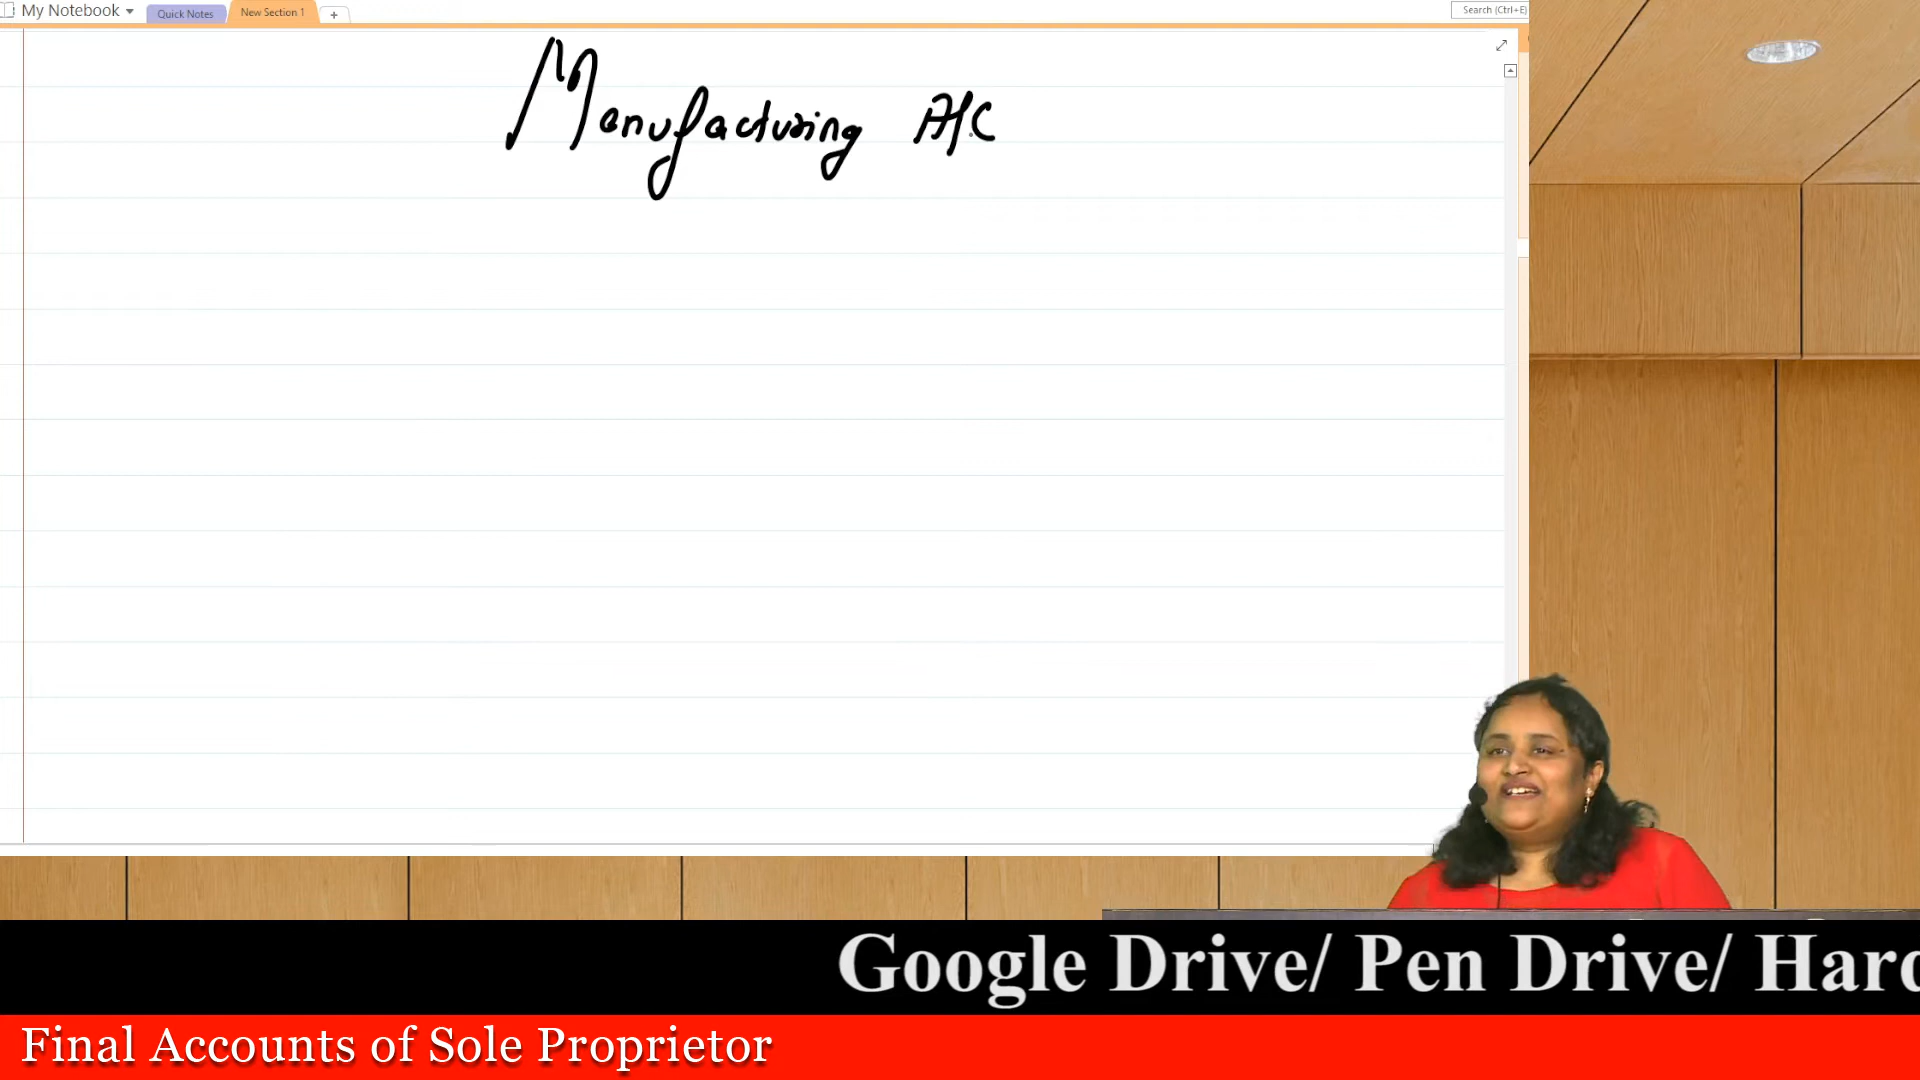 My Notebook
Quick Notes
New Section 1
Search (Ctrl+E)
Manufacturing A/C
Google Drive/ Pen Drive/ Hard
Final Accounts of Sole Proprietor